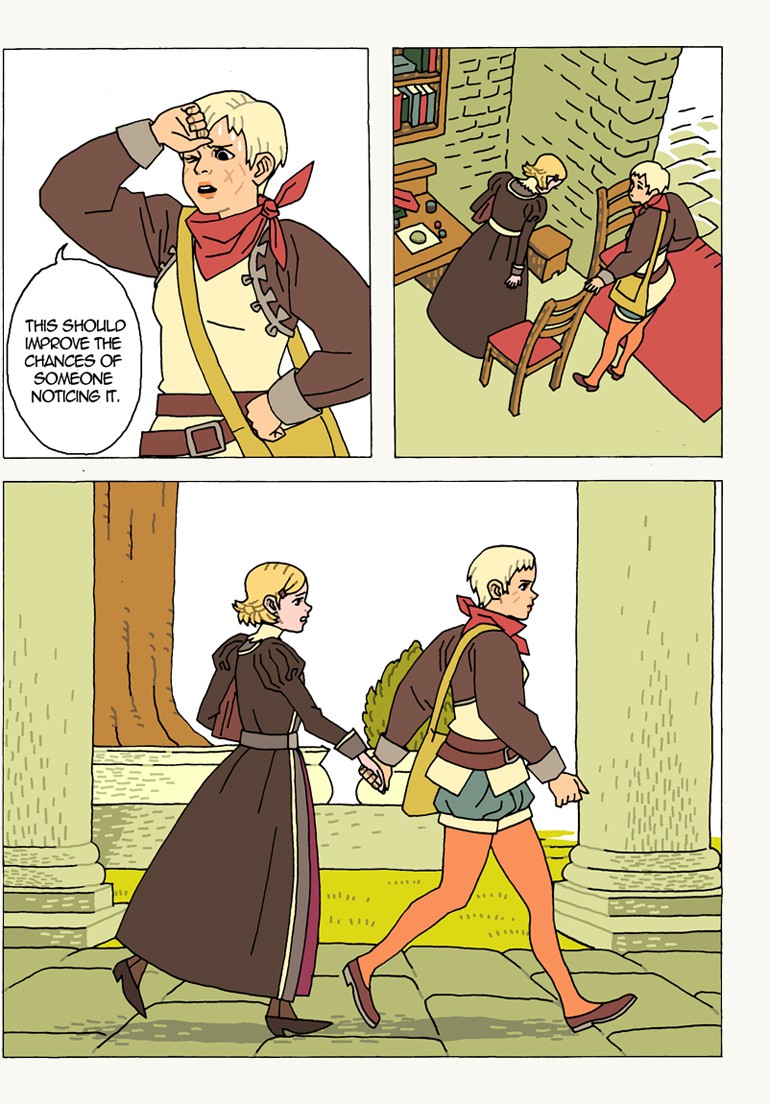 THIS SHOULD
IMPROVE THE
CHANCES OF
SOMEONE
NOTICING IT.